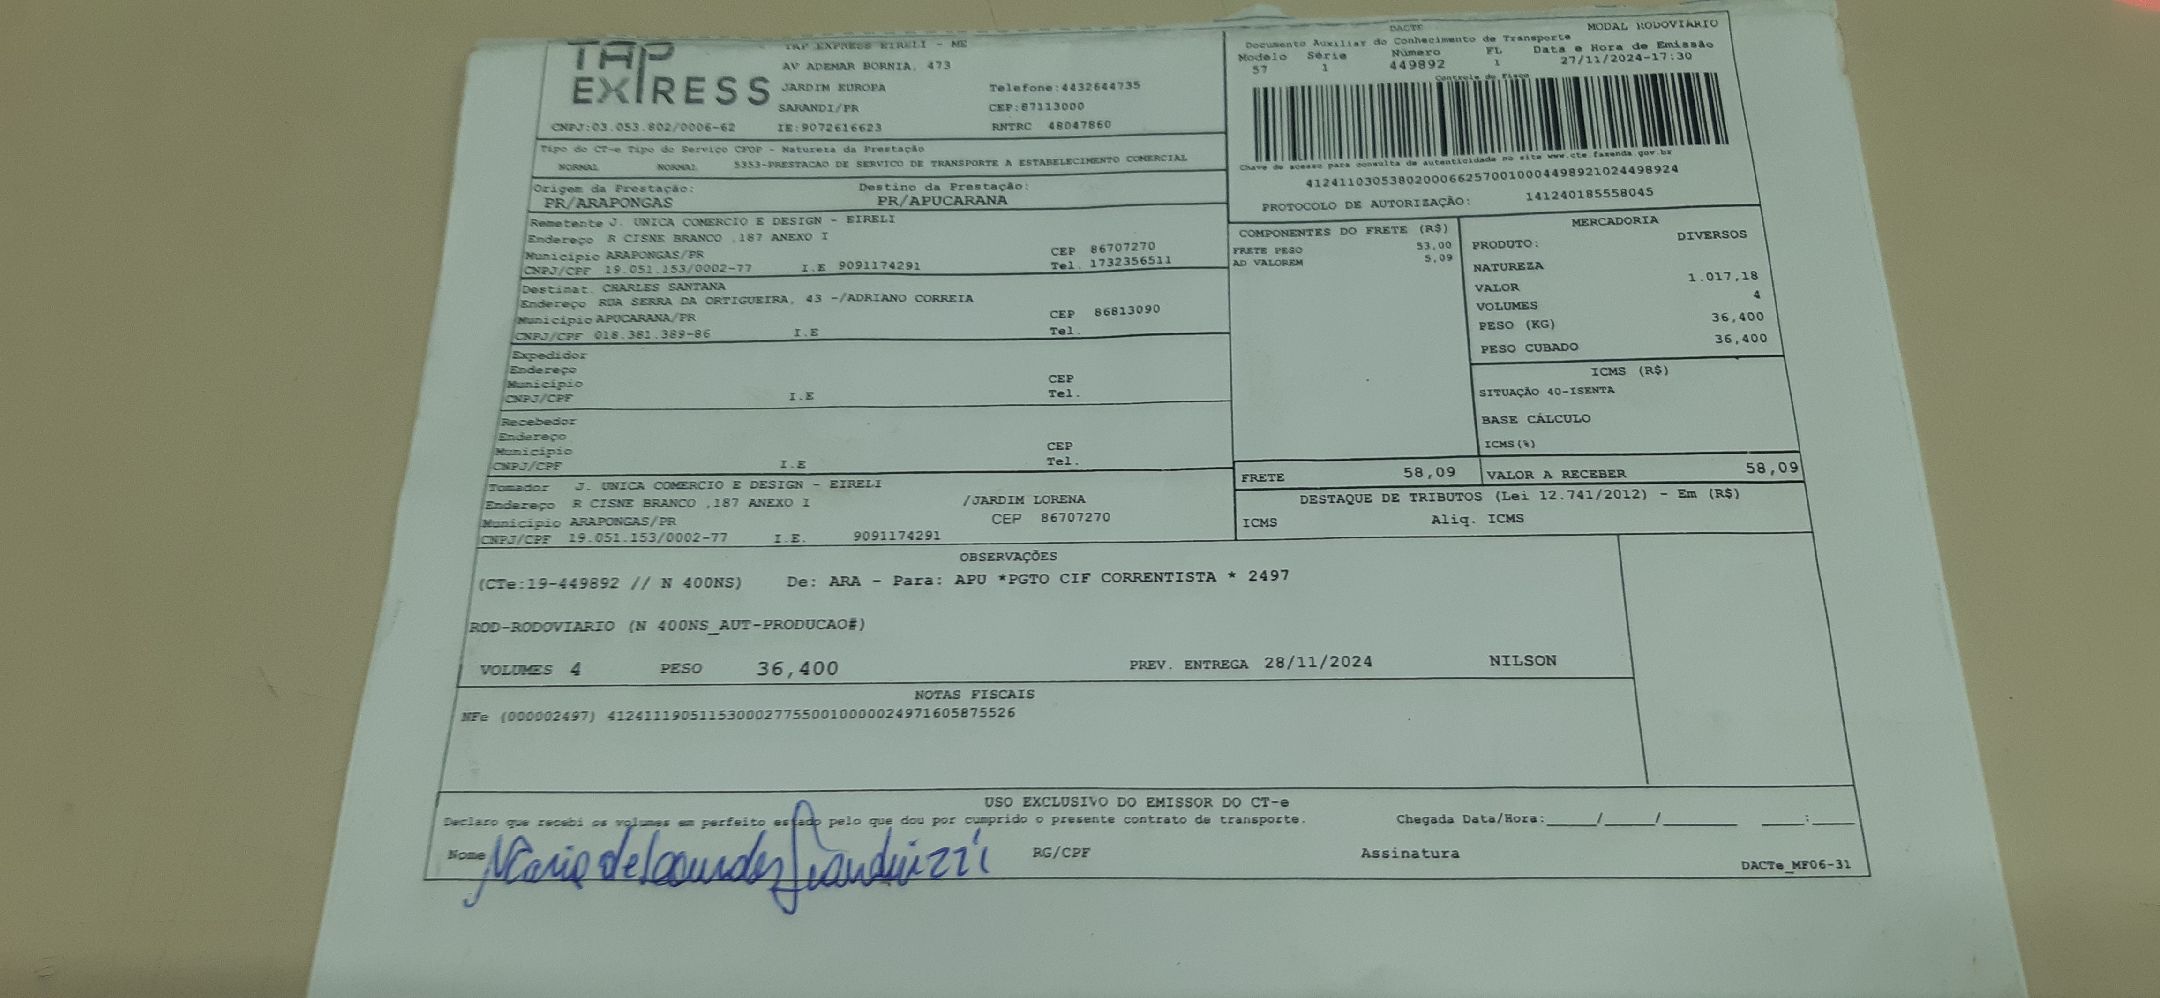 TAP EXPRESS
TAP EXPRESS EIRELI - ME
AV ADEMAR BORNIA, 473
JARDIM EUROPA Telefone:4432644735
SARANDI/PR CEP:87113000
CNPJ:03.053.802/0006-62 IE:9072616623 RNTRC 48047860
DACTE MODAL RODOVIÁRIO
Documento Auxiliar do Conhecimento de Transporte
Modelo Série Número FL Data e Hora de Emissão
57 1 449892 1 27/11/2024-17:30
Controle do Fisco
Chave de acesso para consulta de autenticidade no site www.cte.fazenda.gov.br
41241103053802000662570010004498921024498924
PROTOCOLO DE AUTORIZAÇÃO: 141240185558045
Tipo do CT-e Tipo do Serviço CFOP - Natureza da Prestação
NORMAL NORMAL 5353-PRESTACAO DE SERVICO DE TRANSPORTE A ESTABELECIMENTO COMERCIAL
Origem da Prestação: Destino da Prestação:
PR/ARAPONGAS PR/APUCARANA
Remetente J. UNICA COMERCIO E DESIGN - EIRELI
Endereço R CISNE BRANCO ,187 ANEXO I
Município ARAPONGAS/PR CEP 86707270
CNPJ/CPF 19.051.153/0002-77 I.E 9091174291 Tel. 1732356511
Destinat. CHARLES SANTANA
Endereço RUA SERRA DA ORTIGUEIRA, 43 -/ADRIANO CORREIA
Município APUCARANA/PR CEP 86813090
CNPJ/CPF 018.381.389-86 I.E Tel.
Expedidor
Endereço
Município CEP
CNPJ/CPF I.E Tel.
Recebedor
Endereço
Município CEP
CNPJ/CPF I.E Tel.
Tomador J. UNICA COMERCIO E DESIGN - EIRELI
Endereço R CISNE BRANCO ,187 ANEXO I /JARDIM LORENA
Município ARAPONGAS/PR CEP 86707270
CNPJ/CPF 19.051.153/0002-77 I.E. 9091174291
COMPONENTES DO FRETE (R$)
FRETE PESO 53,00
AD VALOREM 5,09
MERCADORIA
PRODUTO: DIVERSOS
NATUREZA
VALOR 1.017,18
VOLUMES 4
PESO (KG) 36,400
PESO CUBADO 36,400
ICMS (R$)
SITUAÇÃO 40-ISENTA
BASE CÁLCULO
ICMS(%)
FRETE 58,09 VALOR A RECEBER 58,09
DESTAQUE DE TRIBUTOS (Lei 12.741/2012) - Em (R$)
ICMS Aliq. ICMS
OBSERVAÇÕES
(CTe:19-449892 // N 400NS) De: ARA - Para: APU *PGTO CIF CORRENTISTA * 2497
ROD-RODOVIARIO (N 400NS_AUT-PRODUCAO#)
VOLUMES 4 PESO 36,400 PREV. ENTREGA 28/11/2024 NILSON
NOTAS FISCAIS
NFe (000002497) 41241119051153000277550010000024971605875526
USO EXCLUSIVO DO EMISSOR DO CT-e
Declaro que recebi os volumes em perfeito estado pelo que dou por cumprido o presente contrato de transporte. Chegada Data/Hora:_____/_____/_______ ____:____
Nome Maria de Lourdes RG/CPF Assinatura
DACTe_MF06-31